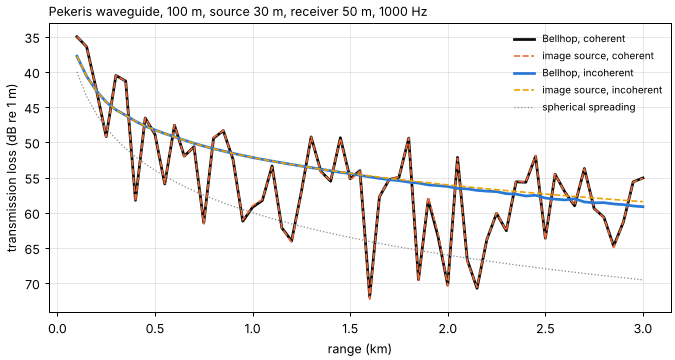 Pekeris waveguide, 100 m, source 30 m, receiver 50 m, 1000 Hz
Bellhop, coherent
image source, coherent
Bellhop, incoherent
image source, incoherent
spherical spreading
transmission loss (dB re 1 m)
35
40
45
50
55
60
65
70
0.0 0.5 1.0 1.5 2.0 2.5 3.0
range (km)